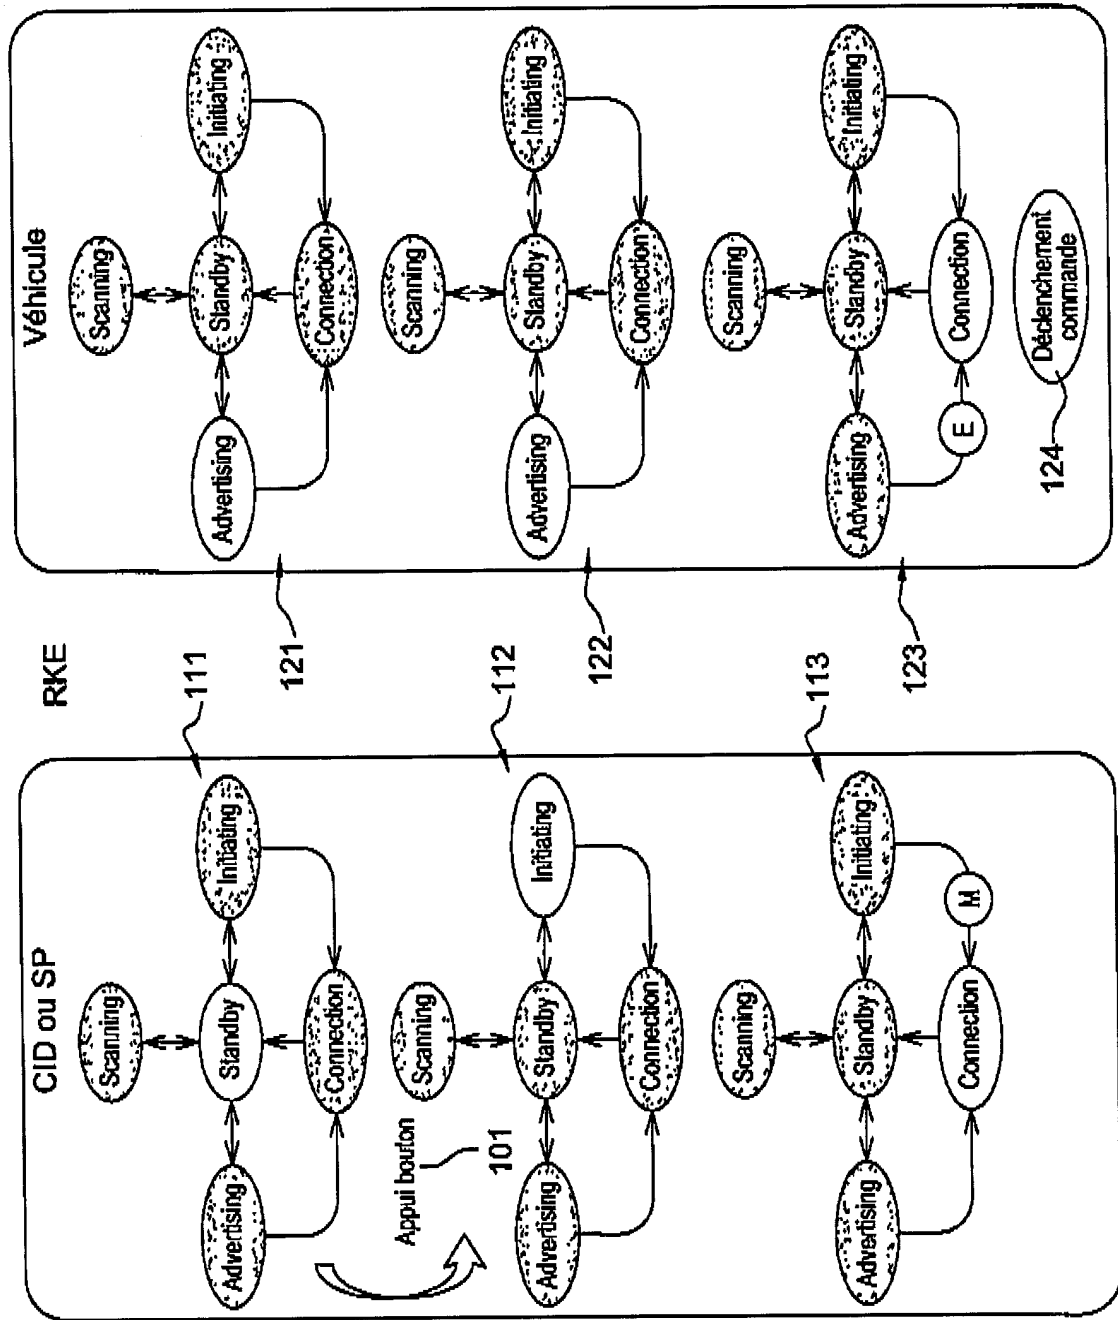 RKE
CID ou SP
Scanning
Advertising
Standby
Initiating
Connection
111
Appui bouton
101
Scanning
Advertising
Standby
Initiating
Connection
112
Scanning
Advertising
Standby
Initiating
M
Connection
113
Véhicule
Scanning
Advertising
Standby
Initiating
Connection
121
Scanning
Advertising
Standby
Initiating
Connection
122
Scanning
Advertising
Standby
Initiating
E
Connection
123
Déclenchement
commande
124